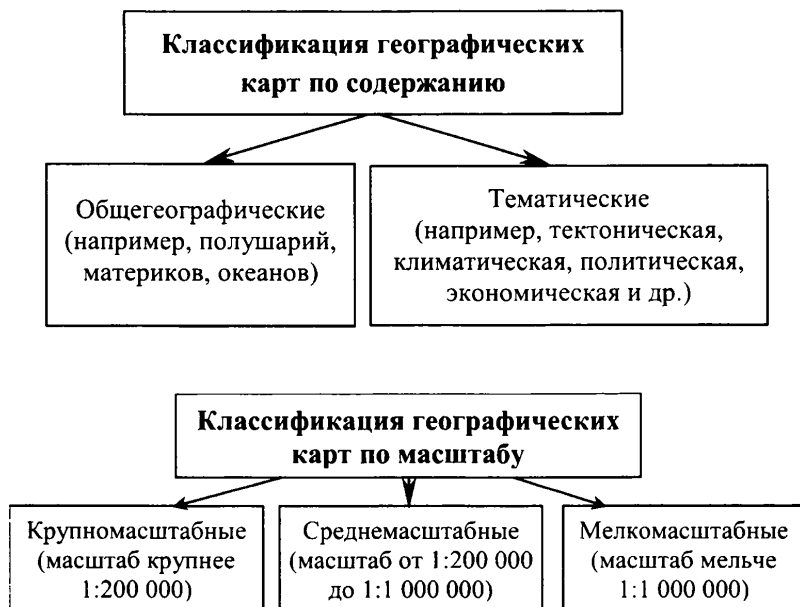 Классификация географических
карт по содержанию
Общегеографические
(например, полушарий,
материков, океанов)
Тематические
(например, тектоническая,
климатическая, политическая,
экономическая и др.)
Классификация географических
карт по масштабу
Крупномасштабные
(масштаб крупнее
1:200 000)
Среднемасштабные
(масштаб от 1:200 000
до 1:1 000 000)
Мелкомасштабные
(масштаб мельче
1:1 000 000)